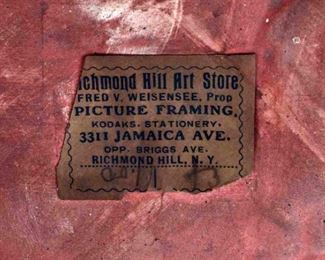 ichmond Hill Art Store
FRED V. WEISENSEE, Prop
PICTURE FRAMING,
KODAKS. STATIONERY.
3311 JAMAICA AVE.
OPP. BRIGGS AVE.
RICHMOND HILL, N. Y.